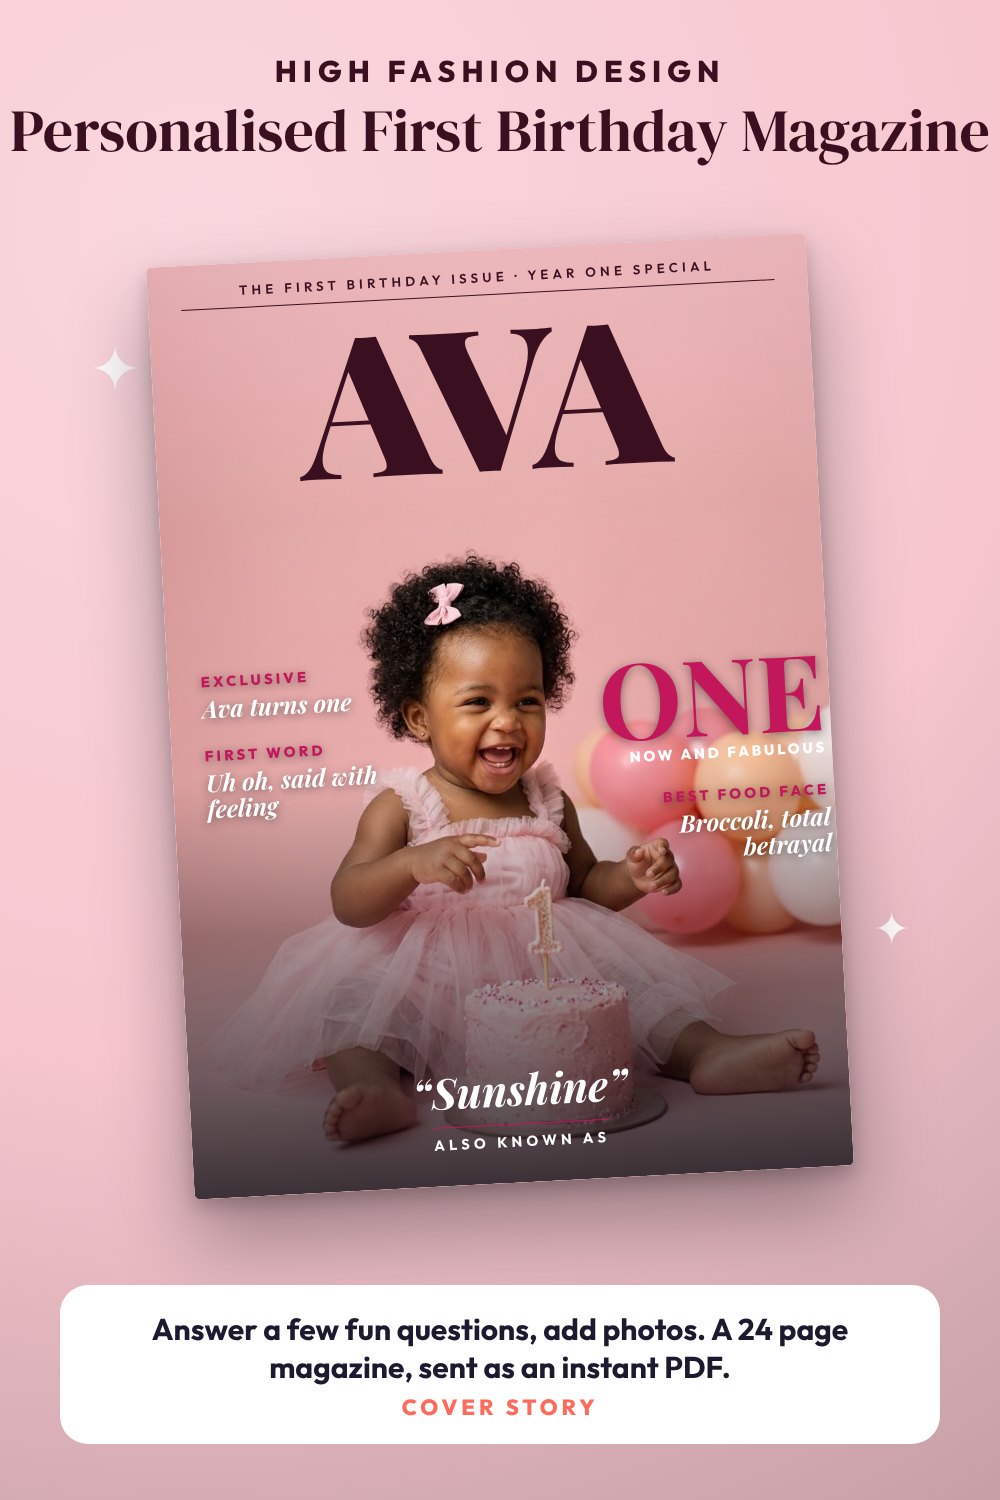 HIGH FASHION DESIGN
Personalised First Birthday Magazine
THE FIRST BIRTHDAY ISSUE · YEAR ONE SPECIAL
AVA
EXCLUSIVE
Ava turns one
FIRST WORD
Uh oh, said with
feeling
ONE
NOW AND FABULOUS
BEST FOOD FACE
Broccoli, total
betrayal
1
“Sunshine”
ALSO KNOWN AS
Answer a few fun questions, add photos. A 24 page
magazine, sent as an instant PDF.
COVER STORY